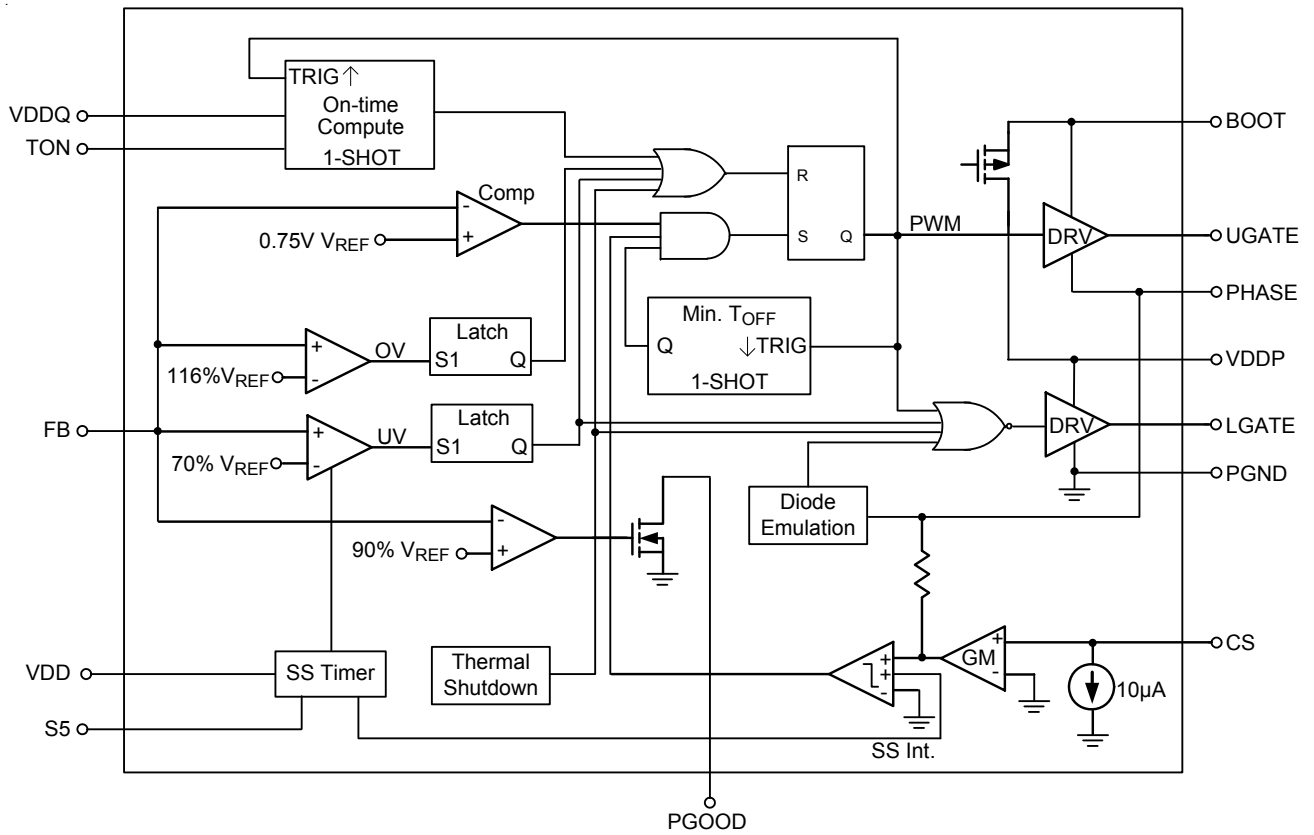 TRIG↑
On-time
Compute
1-SHOT
VDDQ
TON
Comp
0.75V VREF
R
S
Q
PWM
BOOT
DRV
UGATE
PHASE
VDDP
Min. TOFF
Q
↓TRIG
1-SHOT
Latch
S1
Q
OV
116%VREF
FB
Latch
S1
Q
UV
70% VREF
DRV
LGATE
PGND
Diode
Emulation
90% VREF
VDD
SS Timer
S5
Thermal
Shutdown
GM
CS
10µA
SS Int.
PGOOD
+
-
+
-
+
-
-
+
-
+
+
+
-
+
-